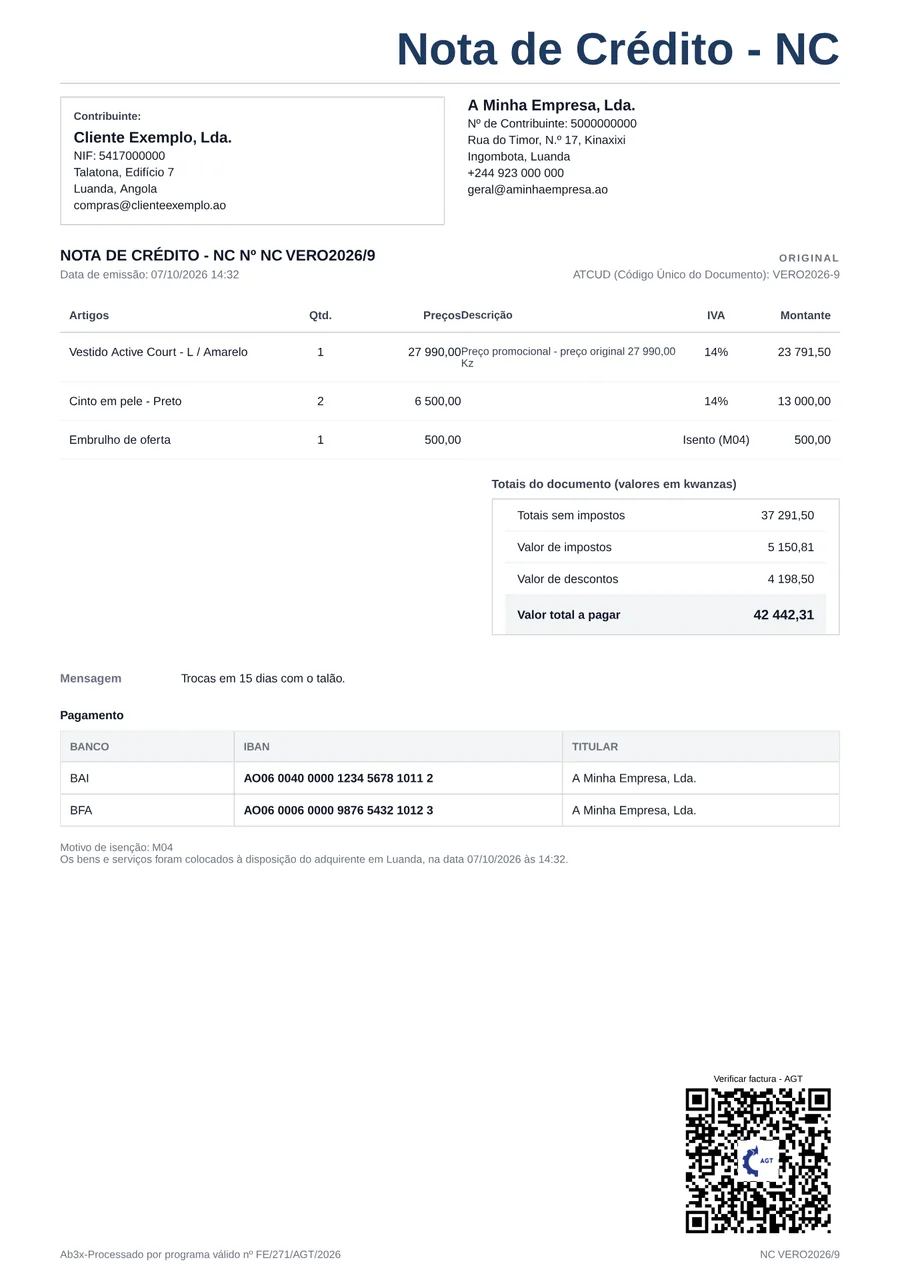 Nota de Crédito - NC
Contribuinte:
Cliente Exemplo, Lda.
NIF: 5417000000
Talatona, Edifício 7
Luanda, Angola
compras@clienteexemplo.ao
A Minha Empresa, Lda.
Nº de Contribuinte: 5000000000
Rua do Timor, N.º 17, Kinaxixi
Ingombota, Luanda
+244 923 000 000
geral@aminhaempresa.ao
NOTA DE CRÉDITO - NC Nº NC VERO2026/9
Data de emissão: 07/10/2026 14:32
ORIGINAL
ATCUD (Código Único do Documento): VERO2026-9
Artigos Qtd. Preços Descrição IVA Montante
Vestido Active Court - L / Amarelo 1 27 990,00 Preço promocional - preço original 27 990,00 Kz 14% 23 791,50
Cinto em pele - Preto 2 6 500,00 14% 13 000,00
Embrulho de oferta 1 500,00 Isento (M04) 500,00
Totais do documento (valores em kwanzas)
Totais sem impostos 37 291,50
Valor de impostos 5 150,81
Valor de descontos 4 198,50
Valor total a pagar 42 442,31
Mensagem Trocas em 15 dias com o talão.
Pagamento
BANCO IBAN TITULAR
BAI AO06 0040 0000 1234 5678 1011 2 A Minha Empresa, Lda.
BFA AO06 0006 0000 9876 5432 1012 3 A Minha Empresa, Lda.
Motivo de isenção: M04
Os bens e serviços foram colocados à disposição do adquirente em Luanda, na data 07/10/2026 às 14:32.
Verificar factura - AGT
AGT
Ab3x-Processado por programa válido nº FE/271/AGT/2026
NC VERO2026/9